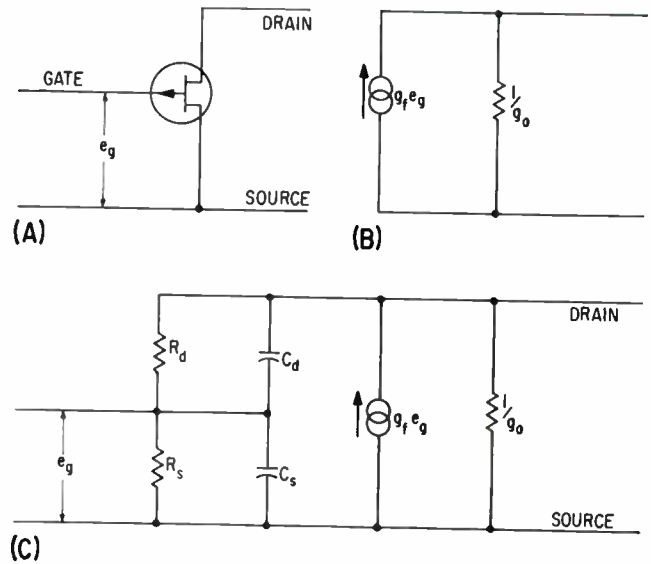 DRAIN
GATE
e_g
SOURCE
(A)
g_f e_g
1/g_o
(B)
R_d
C_d
DRAIN
e_g
R_s
C_s
g_f e_g
1/g_o
SOURCE
(C)